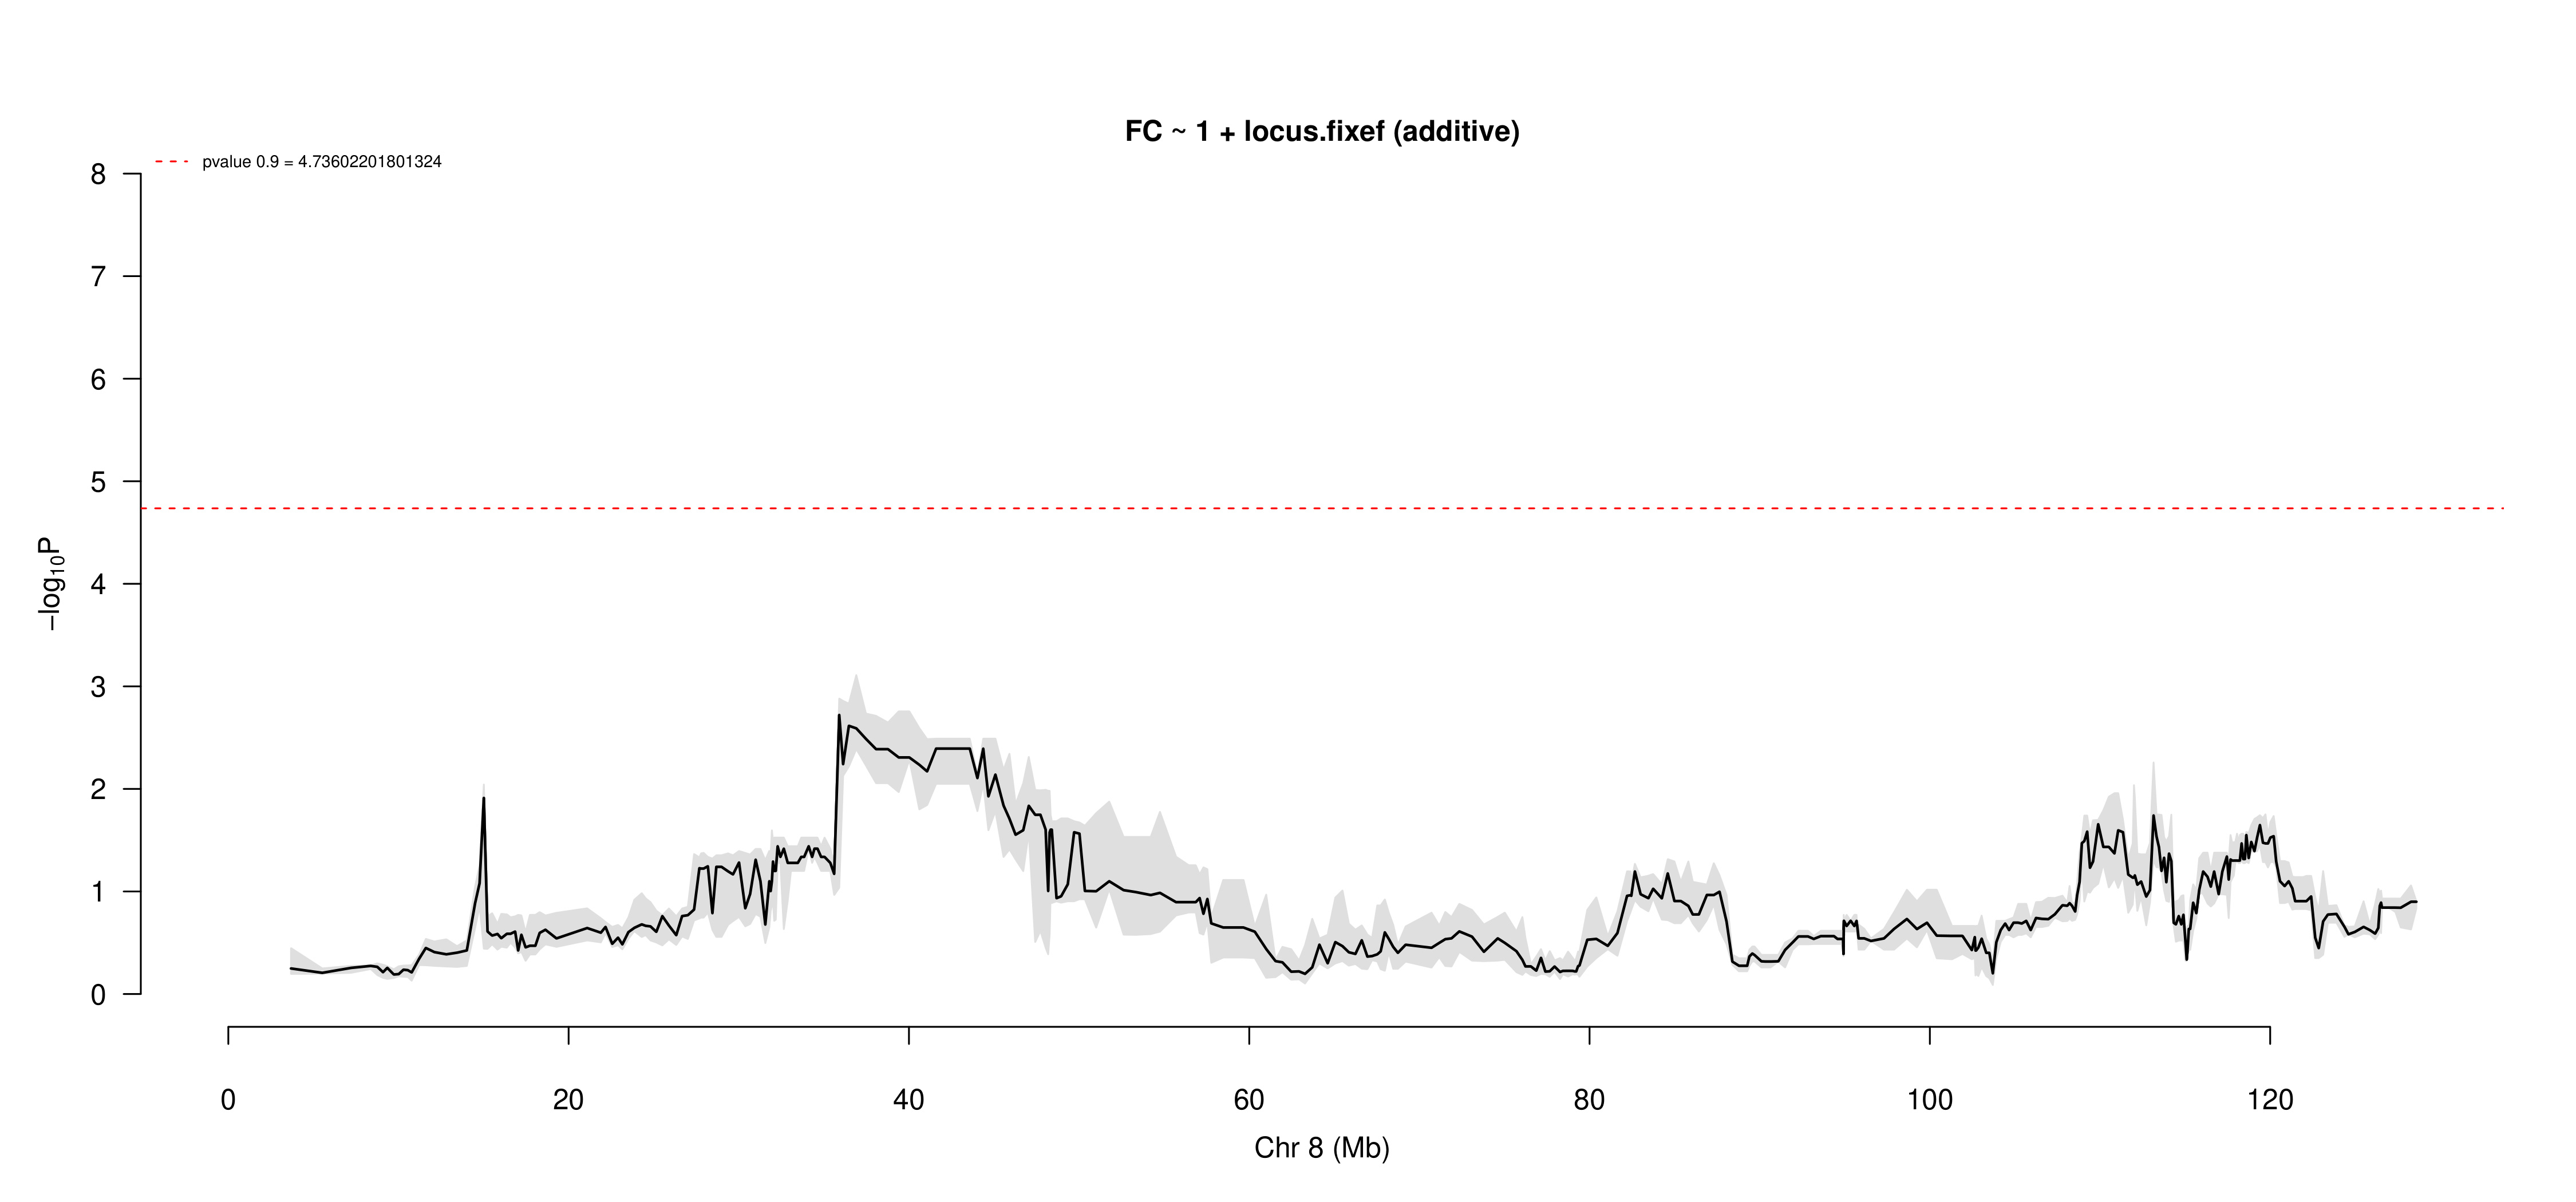 FC ~ 1 + locus.fixef (additive)
pvalue 0.9 = 4.73602201801324
8
7
6
5
4
3
2
1
0
−log₁₀P
0 20 40 60 80 100 120
Chr 8 (Mb)